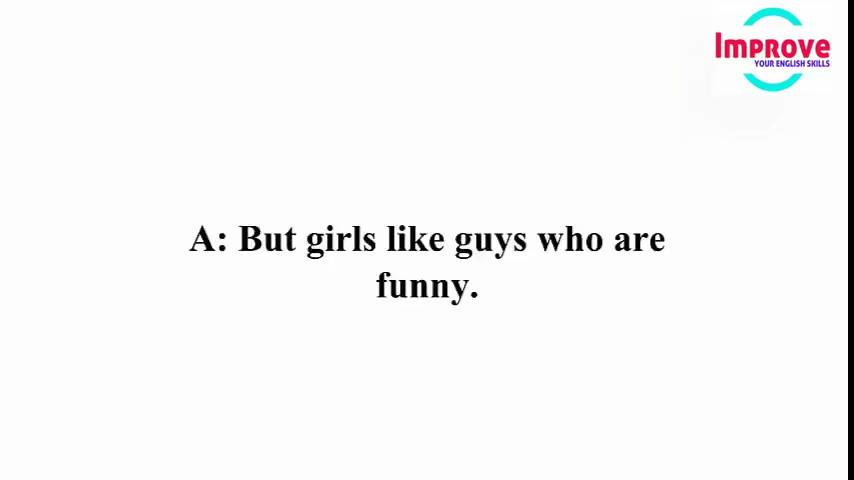 Improve
YOUR ENGLISH SKILLS
A: But girls like guys who are
funny.